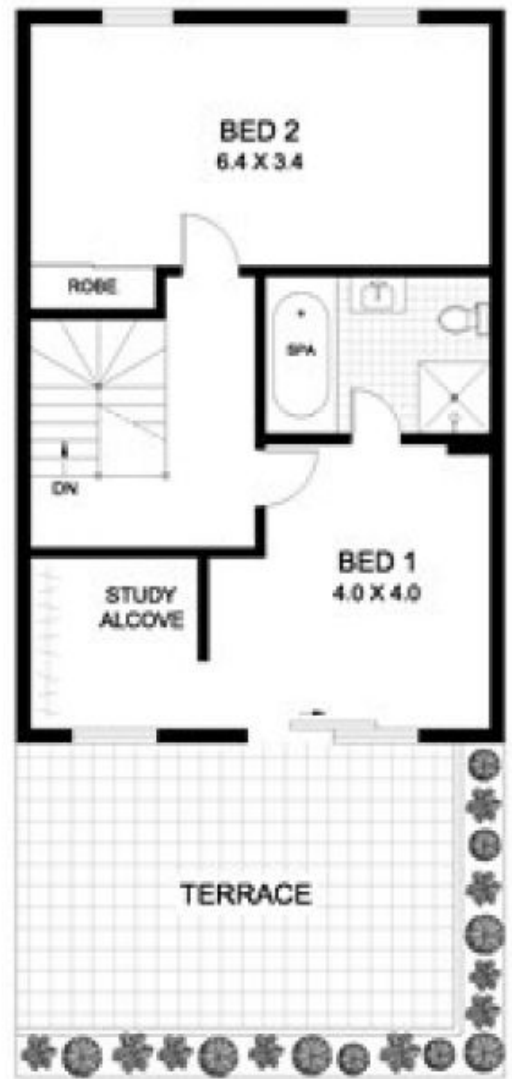 BED 2
6.4 X 3.4
ROBE
SPA
DN
BED 1
4.0 X 4.0
STUDY
ALCOVE
TERRACE